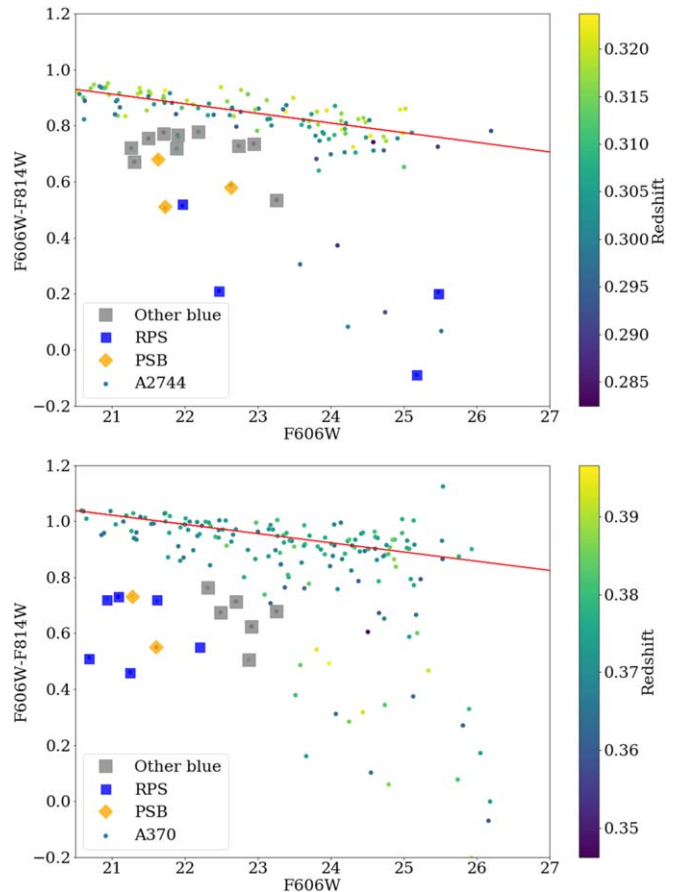 1.2
1.0
0.8
0.6
0.4
0.2
0.0
−0.2
F606W-F814W
Other blue
RPS
PSB
A2744
21 22 23 24 25 26 27
F606W
0.320
0.315
0.310
0.305
0.300
0.295
0.290
0.285
Redshift
1.2
1.0
0.8
0.6
0.4
0.2
0.0
−0.2
F606W-F814W
Other blue
RPS
PSB
A370
21 22 23 24 25 26 27
F606W
0.39
0.38
0.37
0.36
0.35
Redshift